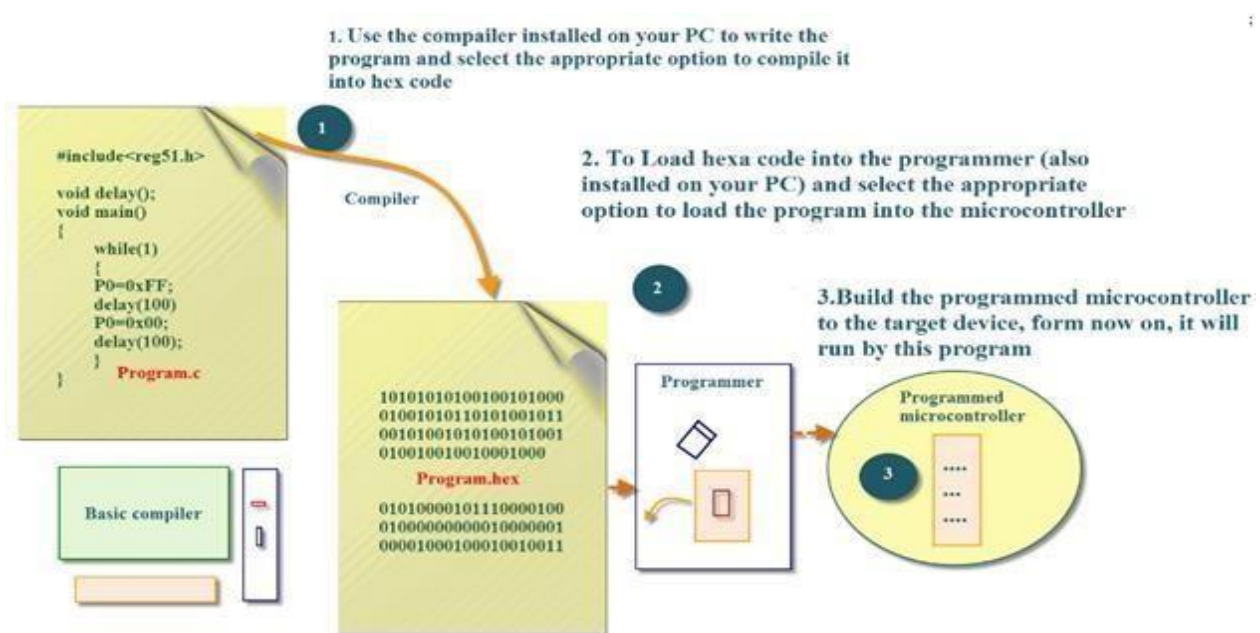 1. Use the compailer installed on your PC to write the
program and select the appropriate option to compile it
into hex code
1
#include<reg51.h>
void delay();
void main()
{
while(1)
{
P0=0xFF;
delay(100)
P0=0x00;
delay(100);
}
Program.c
}
Compiler
2. To Load hexa code into the programmer (also
installed on your PC) and select the appropriate
option to load the program into the microcontroller
2
3.Build the programmed microcontroller
to the target device, form now on, it will
run by this program
10101010100100101000
01001010110101001011
00101001010100101001
010010010010001000
Program.hex
01010000101110000100
01000000000010000001
00001000100010010011
Programmer
Programmed
microcontroller
3
Basic compiler